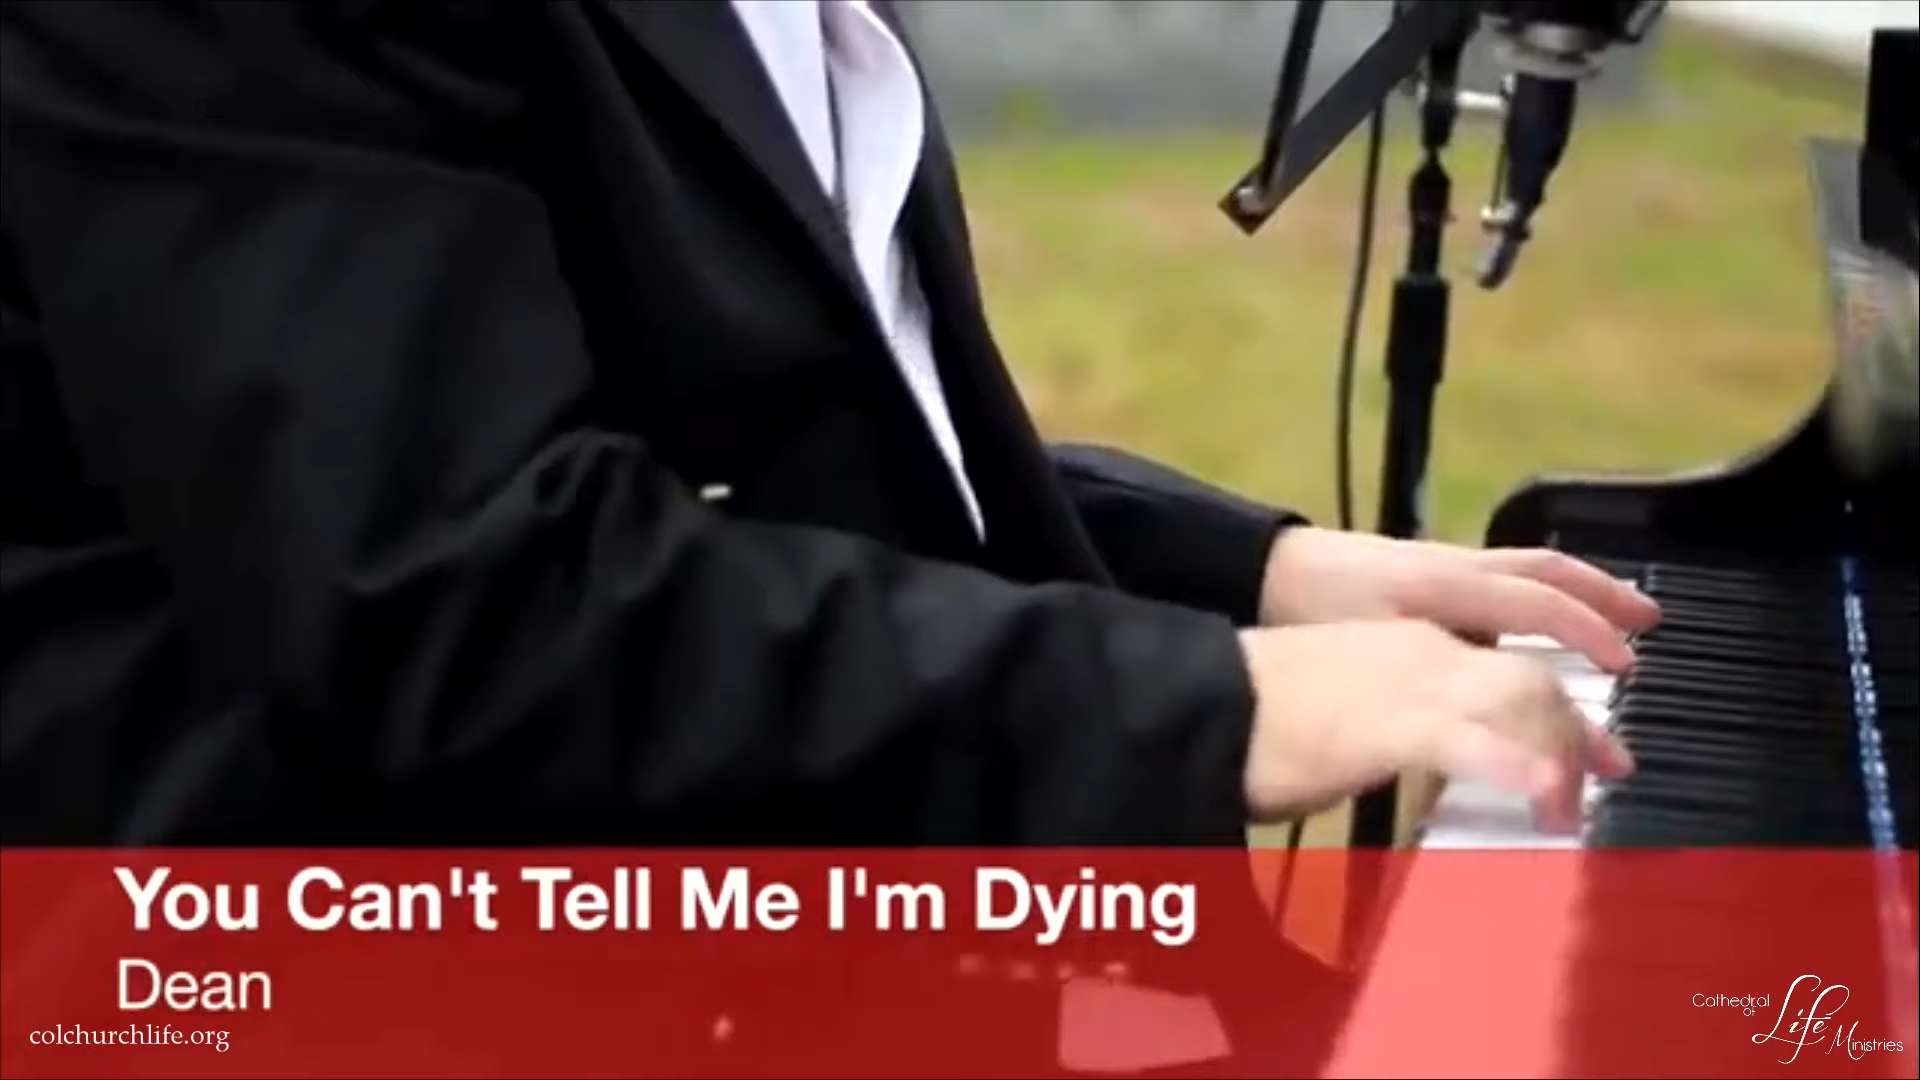 You Can't Tell Me I'm Dying
Dean
colchurchlife.org
Cathedral
OF
Life
Ministries